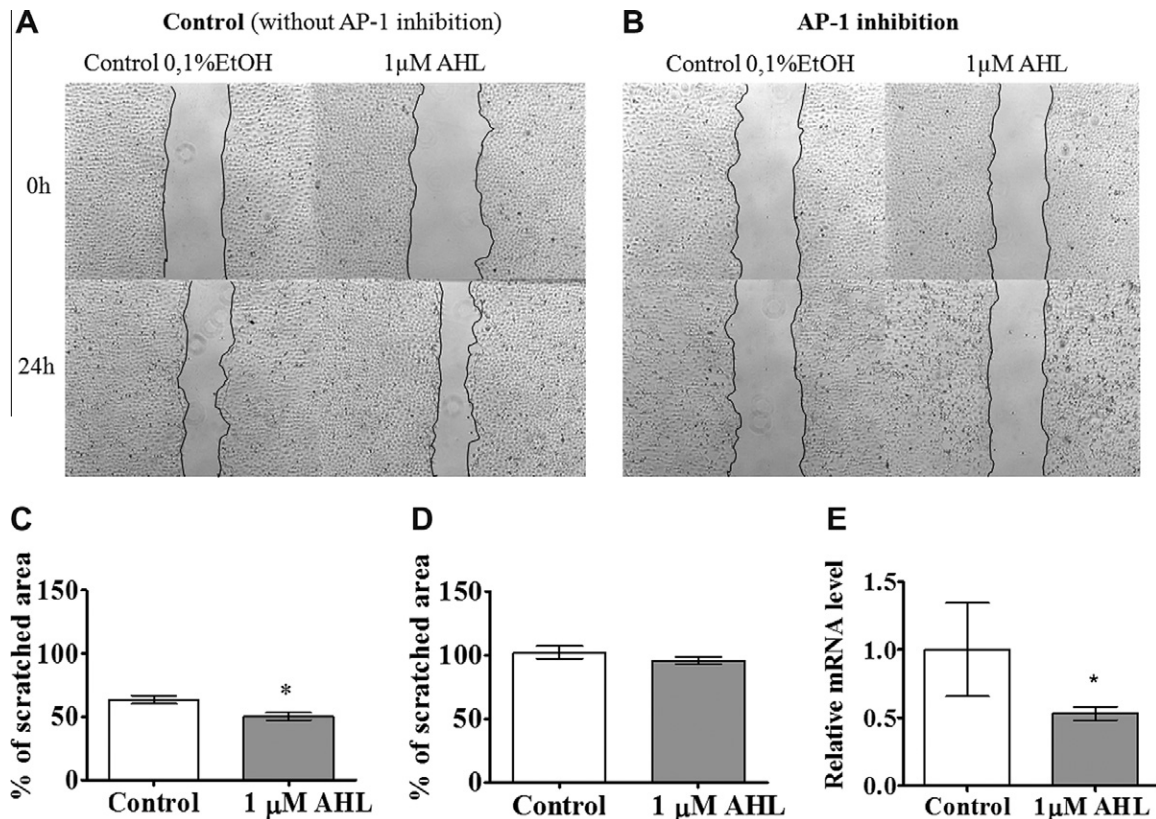 A
Control (without AP-1 inhibition)
Control 0,1%EtOH
1µM AHL
0h
24h
B
AP-1 inhibition
Control 0,1%EtOH
1µM AHL
C
% of scratched area
150
100
50
0
Control
1 µM AHL
*
D
% of scratched area
150
100
50
0
Control
1 µM AHL
E
Relative mRNA level
1.5
1.0
0.5
0.0
Control
1µM AHL
*